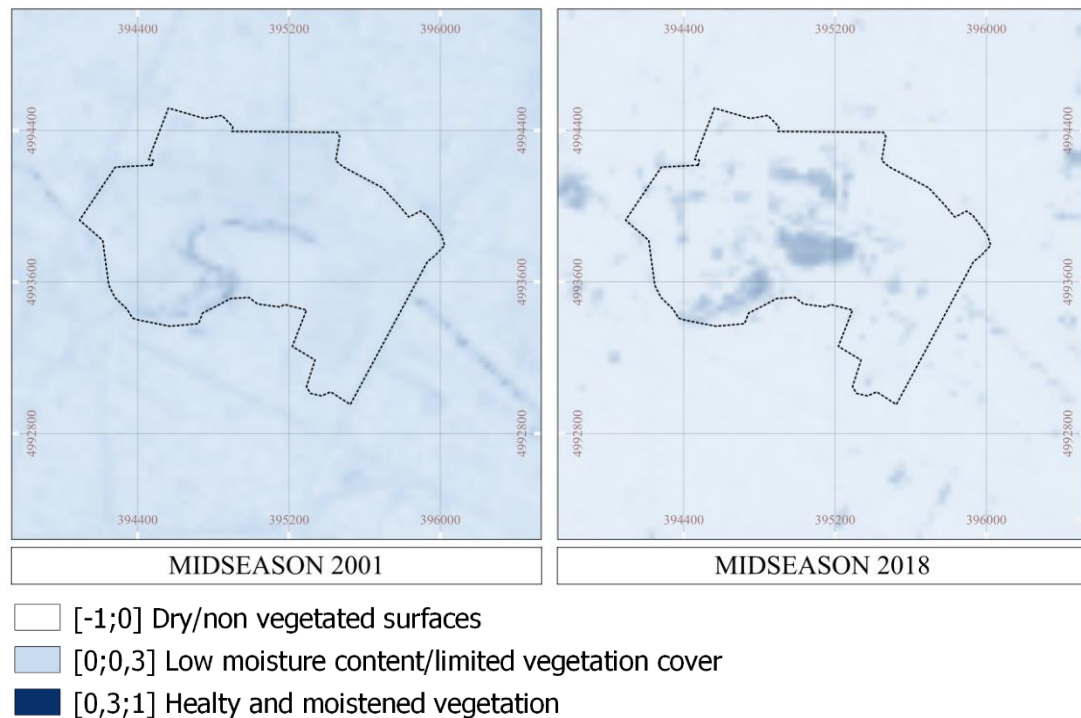 394400 395200 396000 394400 395200 396000
4994400 4994400 4994400 4994400
4993600 4993600 4993600 4993600
4992800 4992800 4992800 4992800
394400 395200 396000 394400 395200 396000
MIDSEASON 2001 MIDSEASON 2018
[-1;0] Dry/non vegetated surfaces
[0;0,3] Low moisture content/limited vegetation cover
[0,3;1] Healty and moistened vegetation